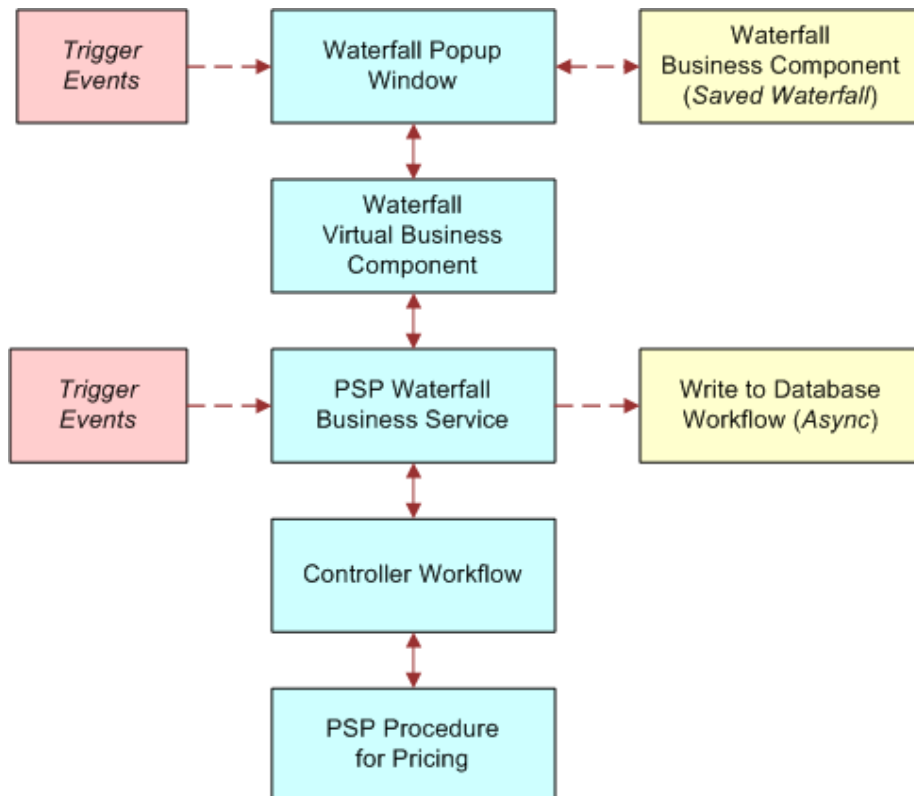 Trigger
Events
Waterfall Popup
Window
Waterfall
Business Component
(Saved Waterfall)
Waterfall
Virtual Business
Component
Trigger
Events
PSP Waterfall
Business Service
Write to Database
Workflow (Async)
Controller Workflow
PSP Procedure
for Pricing